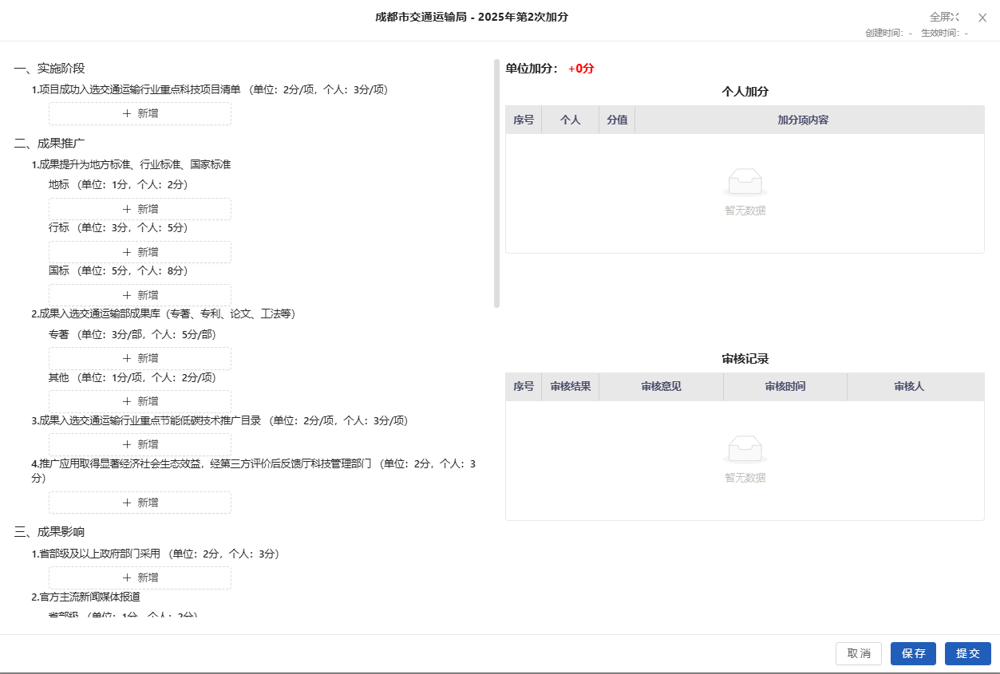 成都市交通运输局 - 2025年第2次加分
全屏
创建时间： - 生效时间： -
一、实施阶段
1.项目成功入选交通运输行业重点科技项目清单 （单位：2分/项，个人：3分/项）
＋ 新增
二、成果推广
1.成果提升为地方标准、行业标准、国家标准
地标 （单位：1分，个人：2分）
＋ 新增
行标 （单位：3分，个人：5分）
＋ 新增
国标 （单位：5分，个人：8分）
＋ 新增
2.成果入选交通运输部成果库（专著、专利、论文、工法等）
专著 （单位：3分/部，个人：5分/部）
＋ 新增
其他 （单位：1分/项，个人：2分/项）
＋ 新增
3.成果入选交通运输行业重点节能低碳技术推广目录 （单位：2分/项，个人：3分/项）
＋ 新增
4.推广应用取得显著经济社会生态效益，经第三方评价后反馈厅科技管理部门 （单位：2分，个人：3
分）
＋ 新增
三、成果影响
1.省部级及以上政府部门采用 （单位：2分，个人：3分）
＋ 新增
2.官方主流新闻媒体报道
省部级 （单位：1分，个人：2分）
单位加分： +0分
个人加分
序号 个人 分值 加分项内容
暂无数据
审核记录
序号 审核结果 审核意见 审核时间 审核人
暂无数据
取消 保存 提交